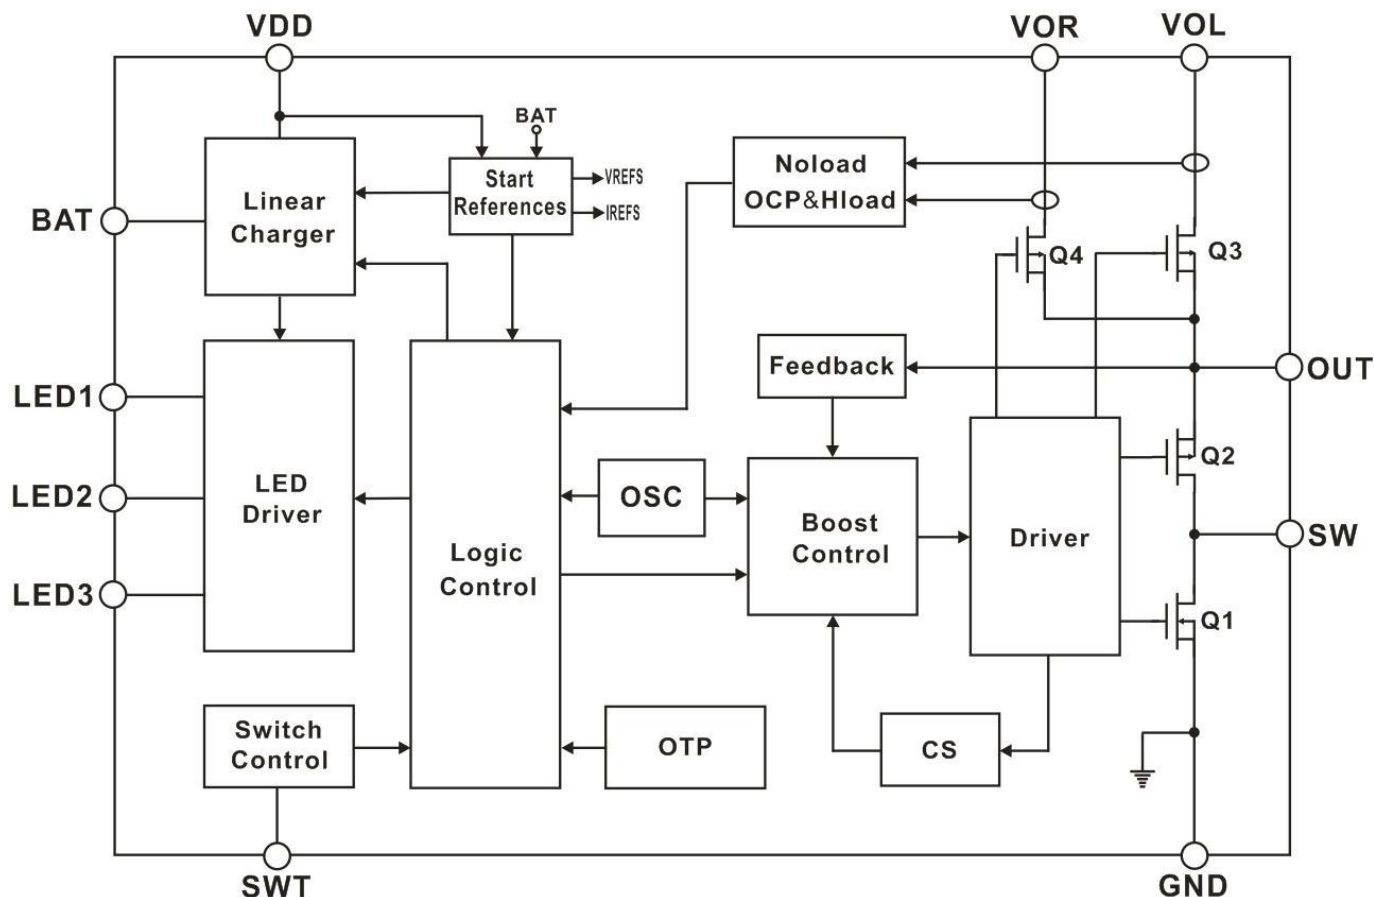 VDD
VOR
VOL
BAT
Noload
OCP&Hload
Start
References
VREFS
IREFS
Linear
Charger
BAT
Q4
Q3
Feedback
OUT
LED1
LED2
LED3
LED
Driver
Logic
Control
OSC
Boost
Control
Driver
Q2
SW
Q1
Switch
Control
OTP
CS
SWT
GND